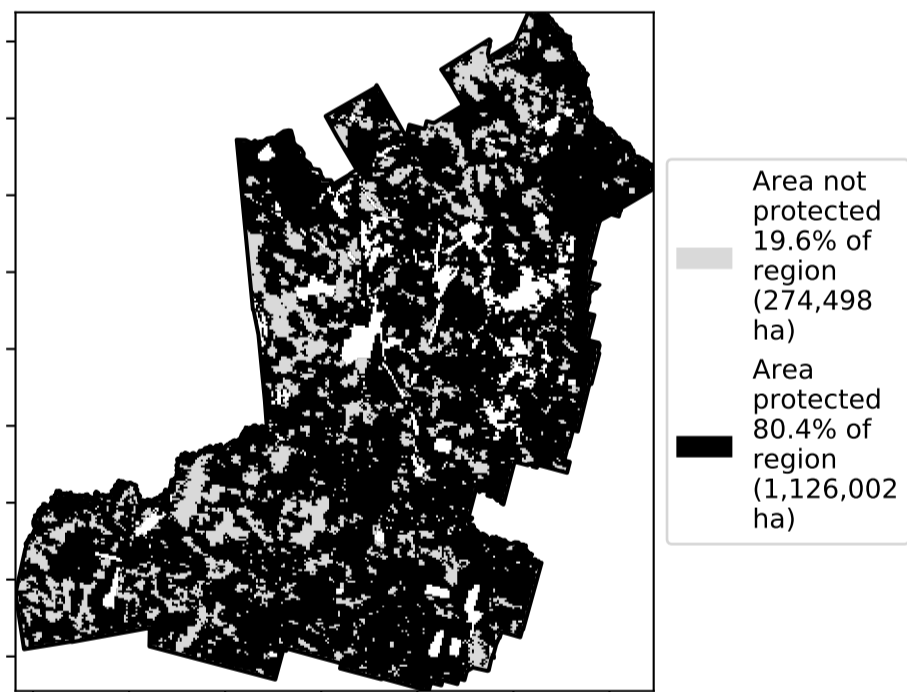 Area not
protected
19.6% of
region
(274,498
ha)
Area
protected
80.4% of
region
(1,126,002
ha)